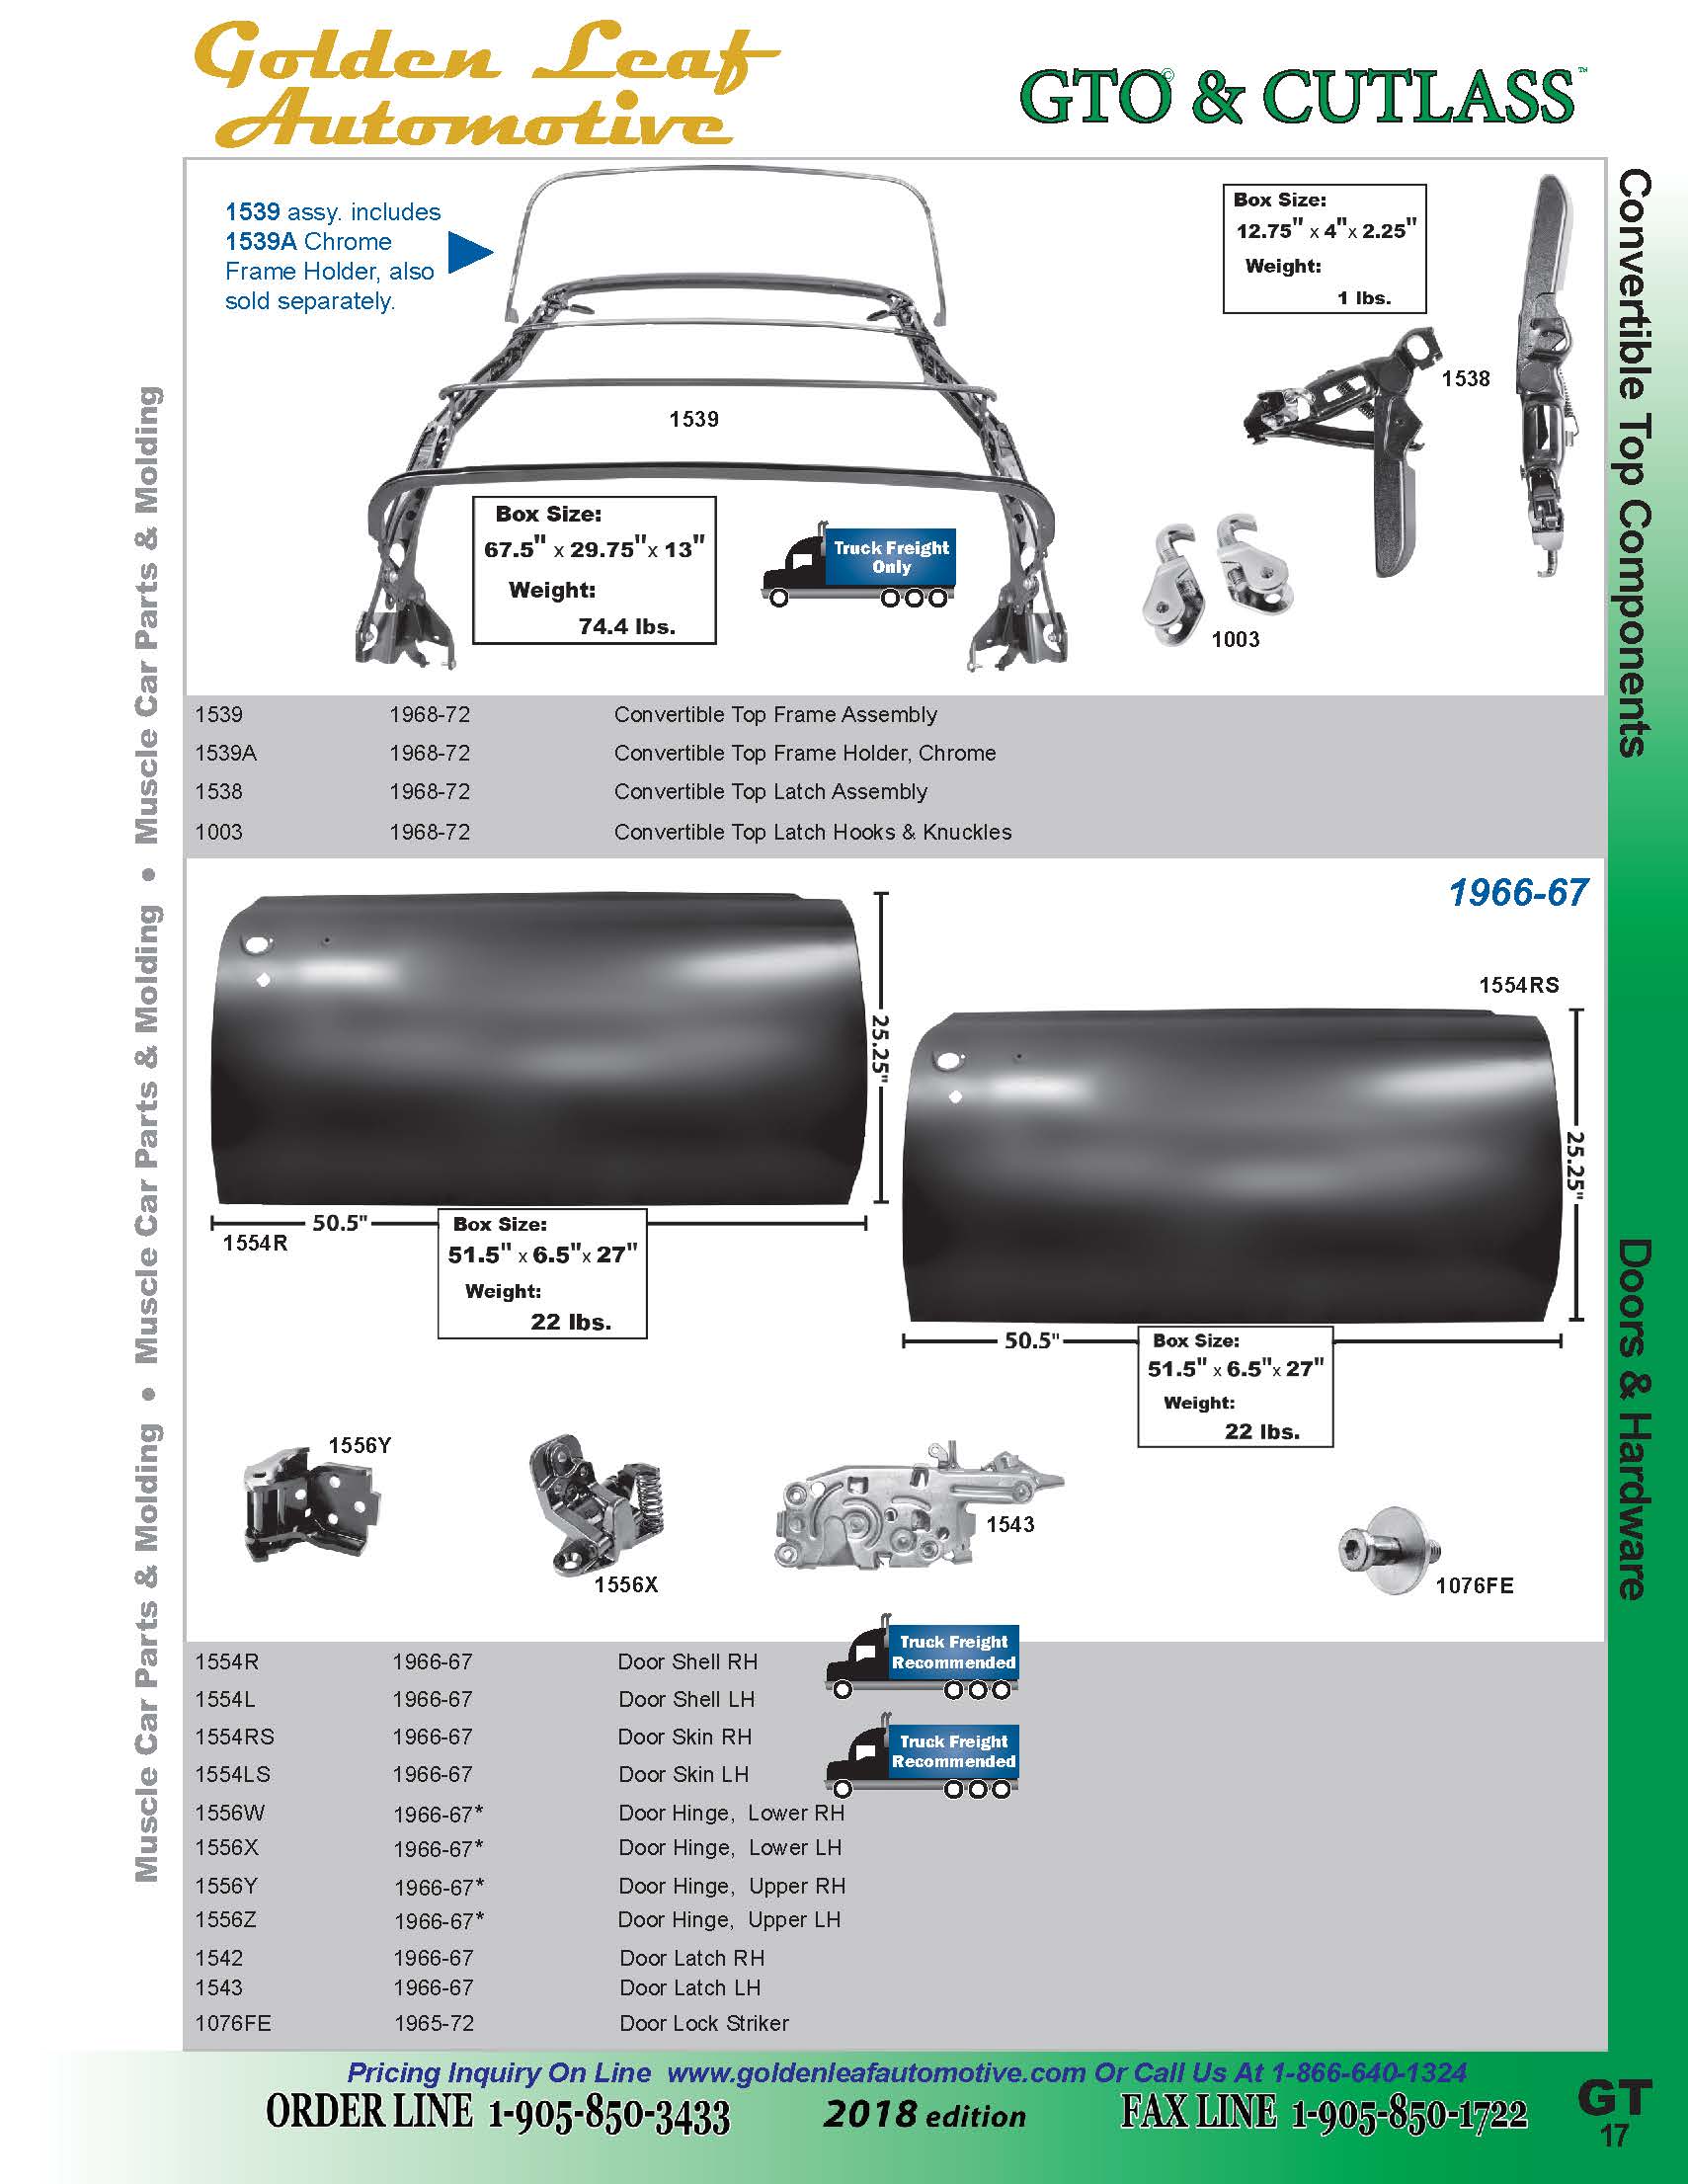 Golden Leaf
Automotive
GTO© & CUTLASS™
1539 assy. includes
1539A Chrome
Frame Holder, also
sold separately.
1539
Box Size:
67.5" x 29.75"x 13"
Weight:
74.4 lbs.
Truck Freight
Only
Box Size:
12.75" x 4"x 2.25"
Weight:
1 lbs.
1538
1003
Convertible Top Components
Muscle Car Parts & Molding • Muscle Car Parts & Molding • Muscle Car Parts & Molding
1539 1968-72 Convertible Top Frame Assembly
1539A 1968-72 Convertible Top Frame Holder, Chrome
1538 1968-72 Convertible Top Latch Assembly
1003 1968-72 Convertible Top Latch Hooks & Knuckles
1966-67
25.25"
50.5"
1554R
Box Size:
51.5" x 6.5"x 27"
Weight:
22 lbs.
1554RS
25.25"
50.5"
Box Size:
51.5" x 6.5"x 27"
Weight:
22 lbs.
Doors & Hardware
1556Y
1556X
1543
1076FE
Truck Freight
Recommended
Truck Freight
Recommended
1554R 1966-67 Door Shell RH
1554L 1966-67 Door Shell LH
1554RS 1966-67 Door Skin RH
1554LS 1966-67 Door Skin LH
1556W 1966-67* Door Hinge, Lower RH
1556X 1966-67* Door Hinge, Lower LH
1556Y 1966-67* Door Hinge, Upper RH
1556Z 1966-67* Door Hinge, Upper LH
1542 1966-67 Door Latch RH
1543 1966-67 Door Latch LH
1076FE 1965-72 Door Lock Striker
Pricing Inquiry On Line www.goldenleafautomotive.com Or Call Us At 1-866-640-1324
ORDER LINE 1-905-850-3433 2018 edition FAX LINE 1-905-850-1722
GT
17